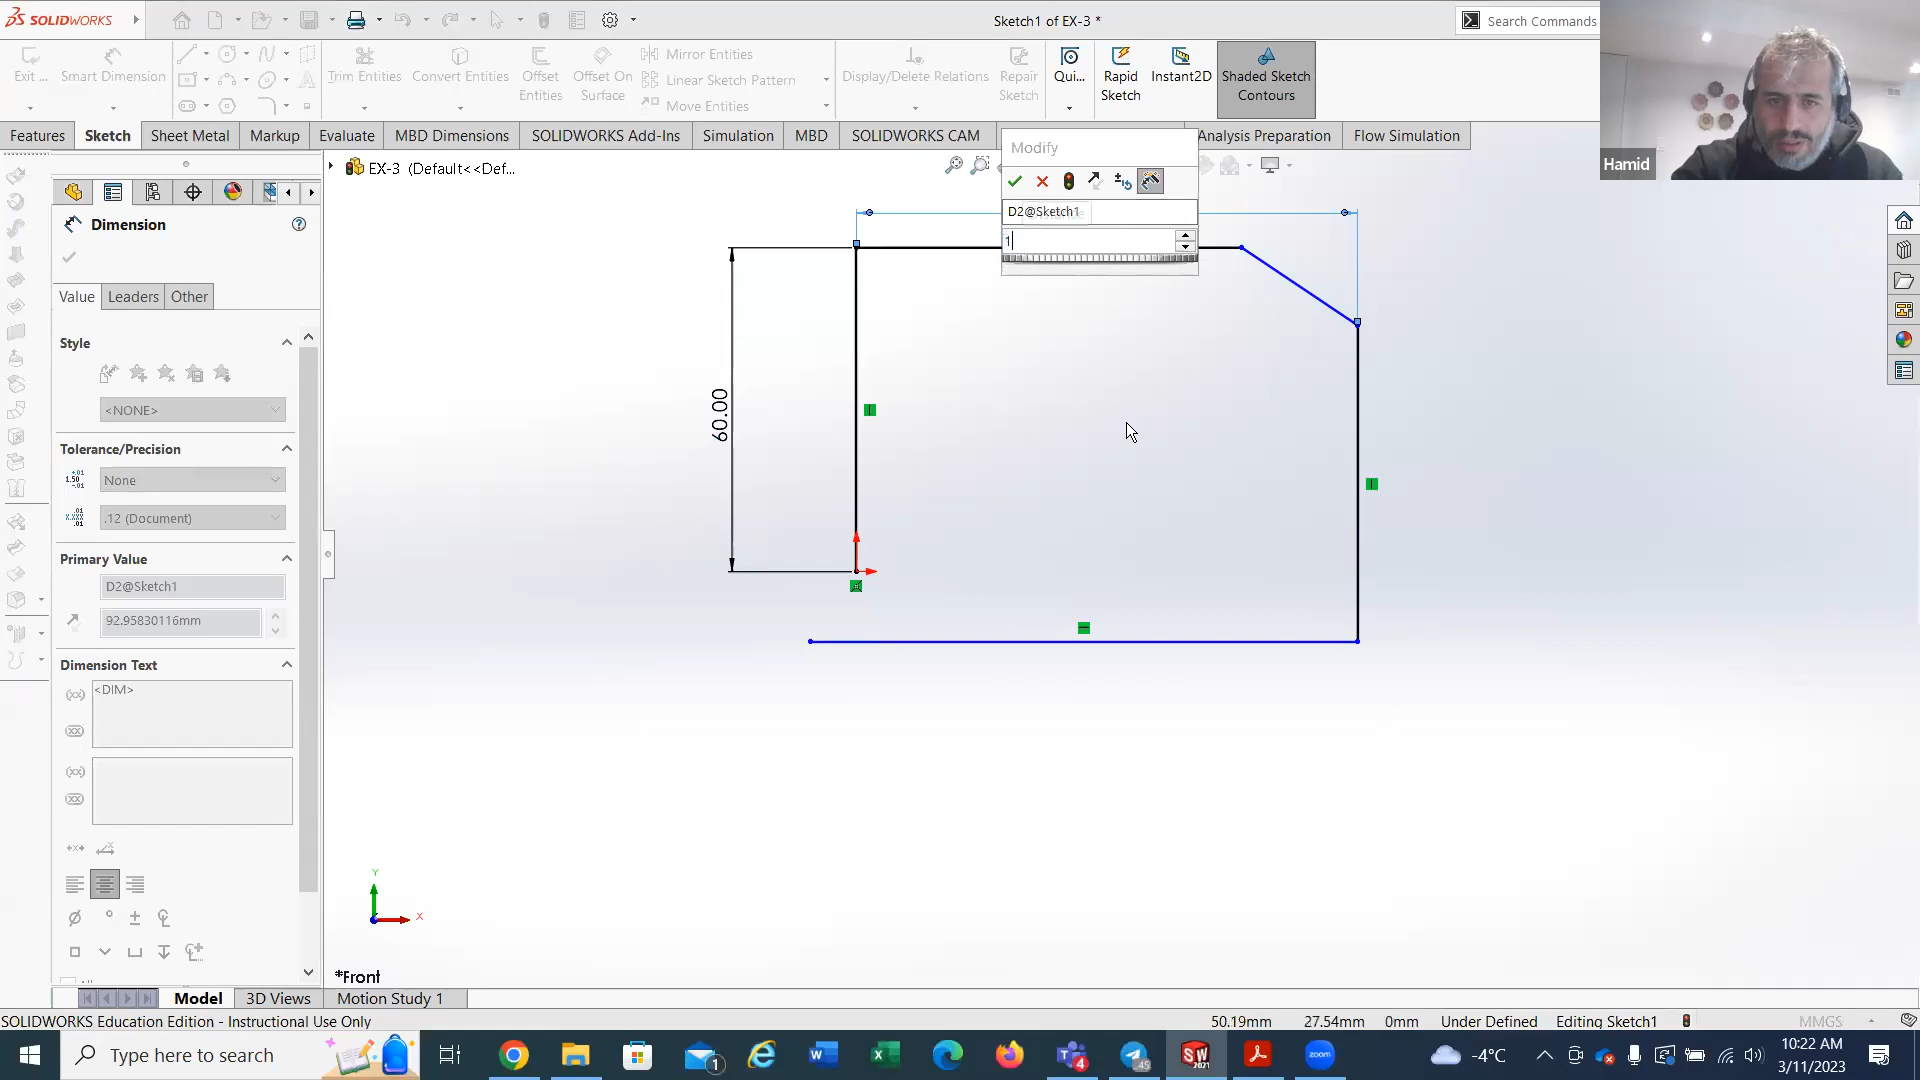 SOLIDWORKS
Sketch1 of EX-3 *
Search Commands
Exit ...
Smart Dimension
Trim Entities
Convert Entities
Offset
Entities
Offset On
Surface
Mirror Entities
Linear Sketch Pattern
Move Entities
Display/Delete Relations
Repair
Sketch
Qui...
Rapid
Sketch
Instant2D
Shaded Sketch
Contours
Features
Sketch
Sheet Metal
Markup
Evaluate
MBD Dimensions
SOLIDWORKS Add-Ins
Simulation
MBD
SOLIDWORKS CAM
Analysis Preparation
Flow Simulation
Hamid
Modify
D2@Sketch1
1
EX-3 (Default<<Def...
Dimension
Value
Leaders
Other
Style
<NONE>
Tolerance/Precision
None
.12 (Document)
Primary Value
D2@Sketch1
92.95830116mm
Dimension Text
<DIM>
60.00
Y
X
*Front
Model
3D Views
Motion Study 1
SOLIDWORKS Education Edition - Instructional Use Only
50.19mm
27.54mm
0mm
Under Defined
Editing Sketch1
MMGS
Type here to search
1
4
45
SW
2021
zoom
-4°C
10:22 AM
3/11/2023